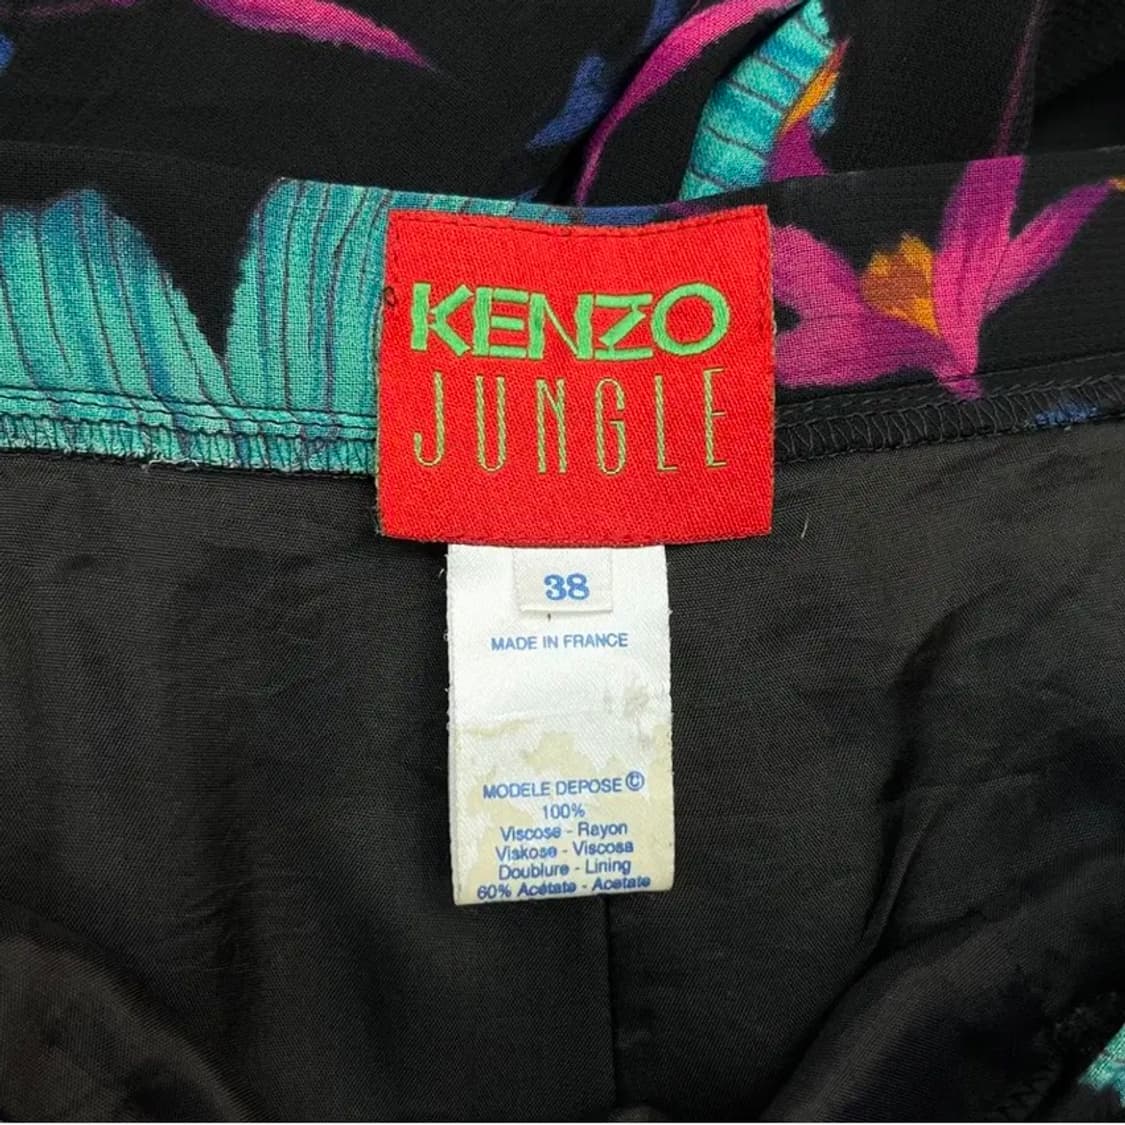 KENZO
JUNGLE
38
MADE IN FRANCE
MODELE DEPOSE ©
100%
Viscose - Rayon
Viskose - Viscosa
Doublure - Lining
60% Acétate - Acetate